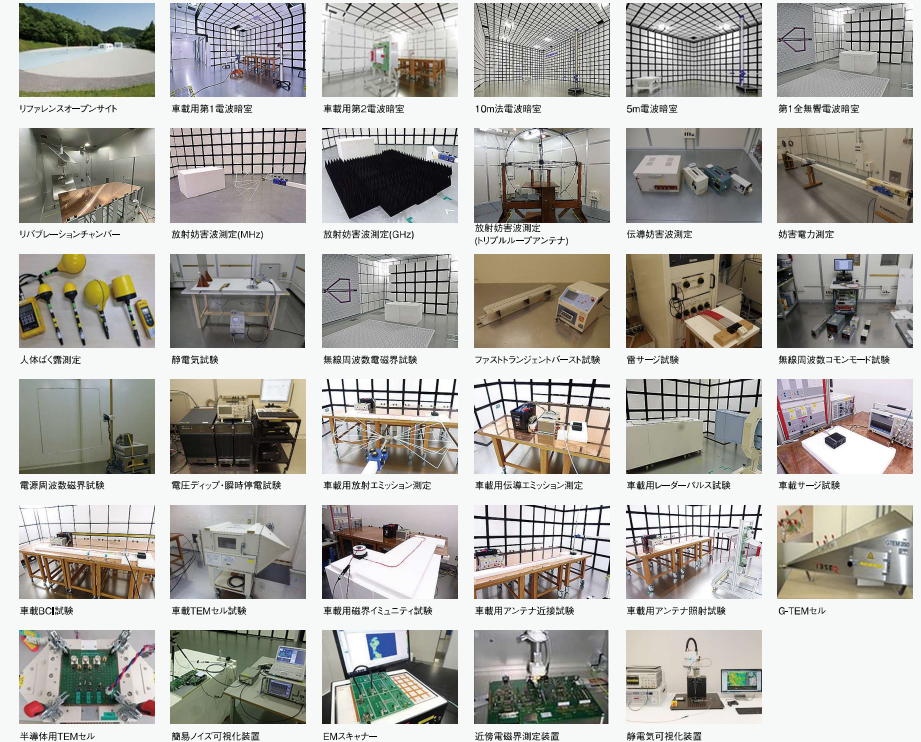 リファレンスオープンサイト
車載用第1電波暗室
車載用第2電波暗室
10m法電波暗室
5m電波暗室
第1全無響電波暗室
リバブレーションチャンバー
放射妨害波測定(MHz)
放射妨害波測定(GHz)
放射妨害波測定
(トリプルループアンテナ)
伝導妨害波測定
妨害電力測定
人体ばく露測定
静電気試験
無線周波数電磁界試験
ファストトランジェントバースト試験
雷サージ試験
無線周波数コモンモード試験
電源周波数磁界試験
電圧ディップ・瞬時停電試験
車載用放射エミッション測定
車載用伝導エミッション測定
車載用レーダーパルス試験
車載サージ試験
車載BCI試験
車載TEMセル試験
車載用磁界イミュニティ試験
車載用アンテナ近接試験
車載用アンテナ照射試験
G-TEMセル
半導体用TEMセル
簡易ノイズ可視化装置
EMスキャナー
近傍電磁界測定装置
静電気可視化装置